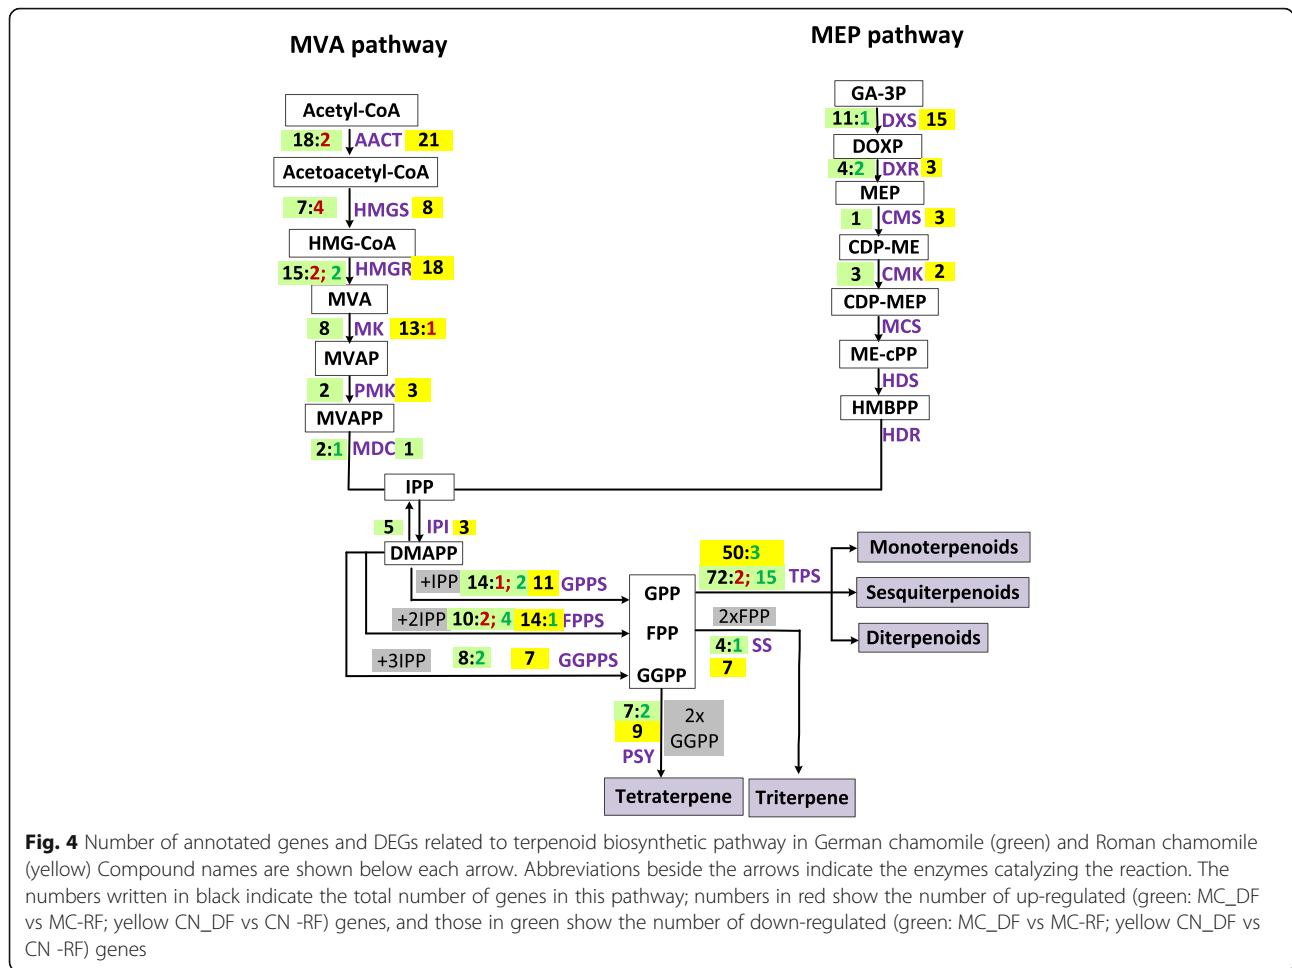 MVA pathway
MEP pathway
Acetyl-CoA
18:2 AACT 21
Acetoacetyl-CoA
7:4 HMGS 8
HMG-CoA
15:2; 2 HMGR 18
MVA
8 MK 13:1
MVAP
2 PMK 3
MVAPP
2:1 MDC 1
GA-3P
11:1 DXS 15
DOXP
4:2 DXR 3
MEP
1 CMS 3
CDP-ME
3 CMK 2
CDP-MEP
MCS
ME-cPP
HDS
HMBPP
HDR
IPP
5 IPI 3
DMAPP
+IPP 14:1; 2 11 GPPS
+2IPP 10:2; 4 14:1 FPPS
+3IPP 8:2 7 GGPPS
GPP
FPP
GGPP
50:3
72:2; 15 TPS
2xFPP
4:1 SS
7
Monoterpenoids
Sesquiterpenoids
Diterpenoids
7:2
9
PSY
2x
GGPP
Tetraterpene
Triterpene
Fig. 4 Number of annotated genes and DEGs related to terpenoid biosynthetic pathway in German chamomile (green) and Roman chamomile
(yellow) Compound names are shown below each arrow. Abbreviations beside the arrows indicate the enzymes catalyzing the reaction. The
numbers written in black indicate the total number of genes in this pathway; numbers in red show the number of up-regulated (green: MC_DF
vs MC-RF; yellow CN_DF vs CN -RF) genes, and those in green show the number of down-regulated (green: MC_DF vs MC-RF; yellow CN_DF vs
CN -RF) genes